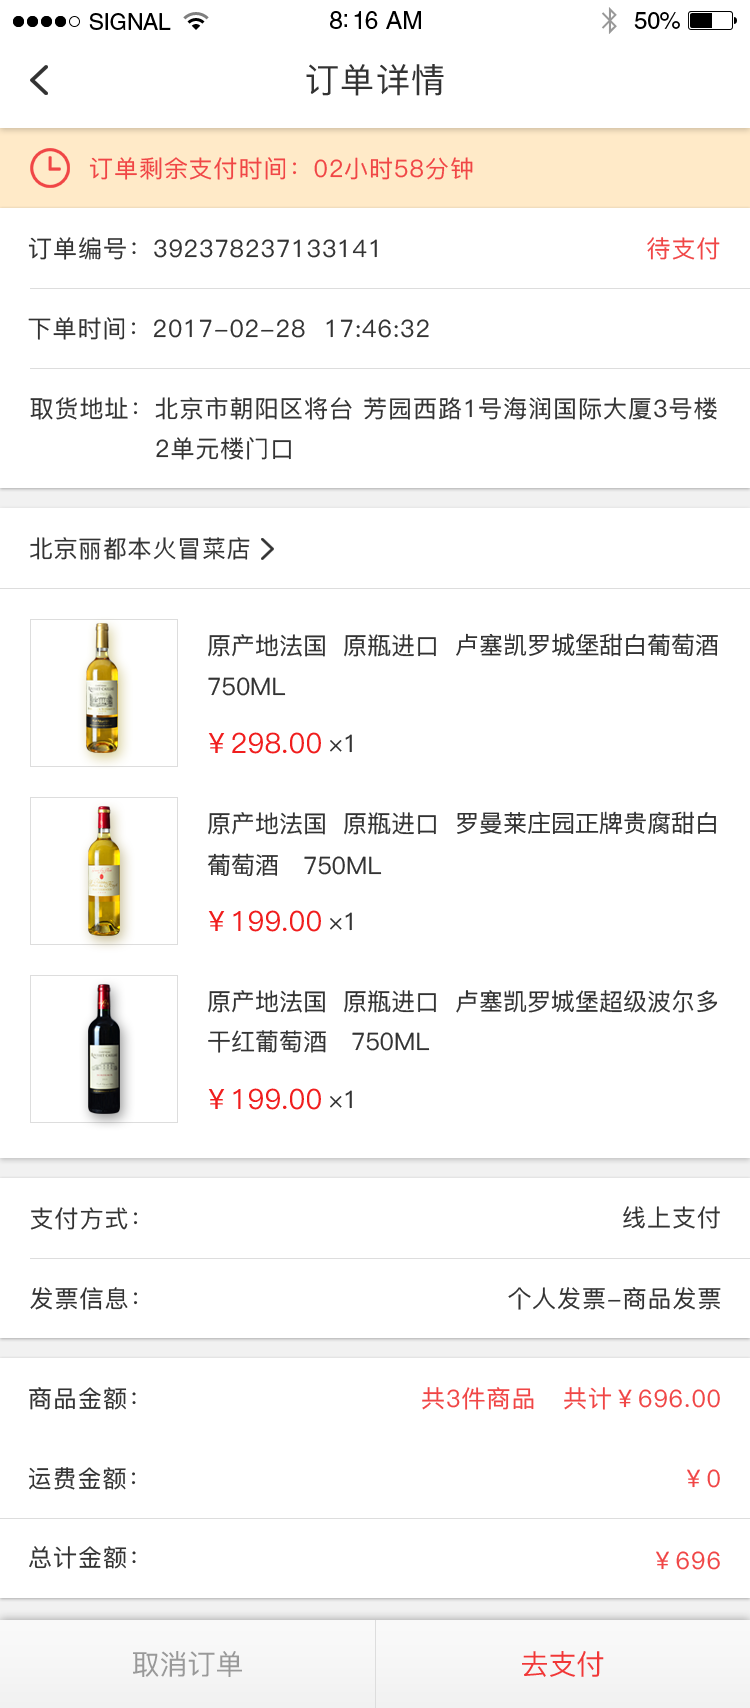 SIGNAL 8:16 AM 50%
订单详情
订单剩余支付时间：02小时58分钟
订单编号：392378237133141 待支付
下单时间：2017-02-28 17:46:32
取货地址：北京市朝阳区将台 芳园西路1号海润国际大厦3号楼
2单元楼门口
北京丽都本火冒菜店
原产地法国 原瓶进口 卢塞凯罗城堡甜白葡萄酒
750ML
¥298.00 ×1
原产地法国 原瓶进口 罗曼莱庄园正牌贵腐甜白
葡萄酒 750ML
¥199.00 ×1
原产地法国 原瓶进口 卢塞凯罗城堡超级波尔多
干红葡萄酒 750ML
¥199.00 ×1
支付方式： 线上支付
发票信息： 个人发票-商品发票
商品金额： 共3件商品 共计¥696.00
运费金额： ¥0
总计金额： ¥696
取消订单 去支付